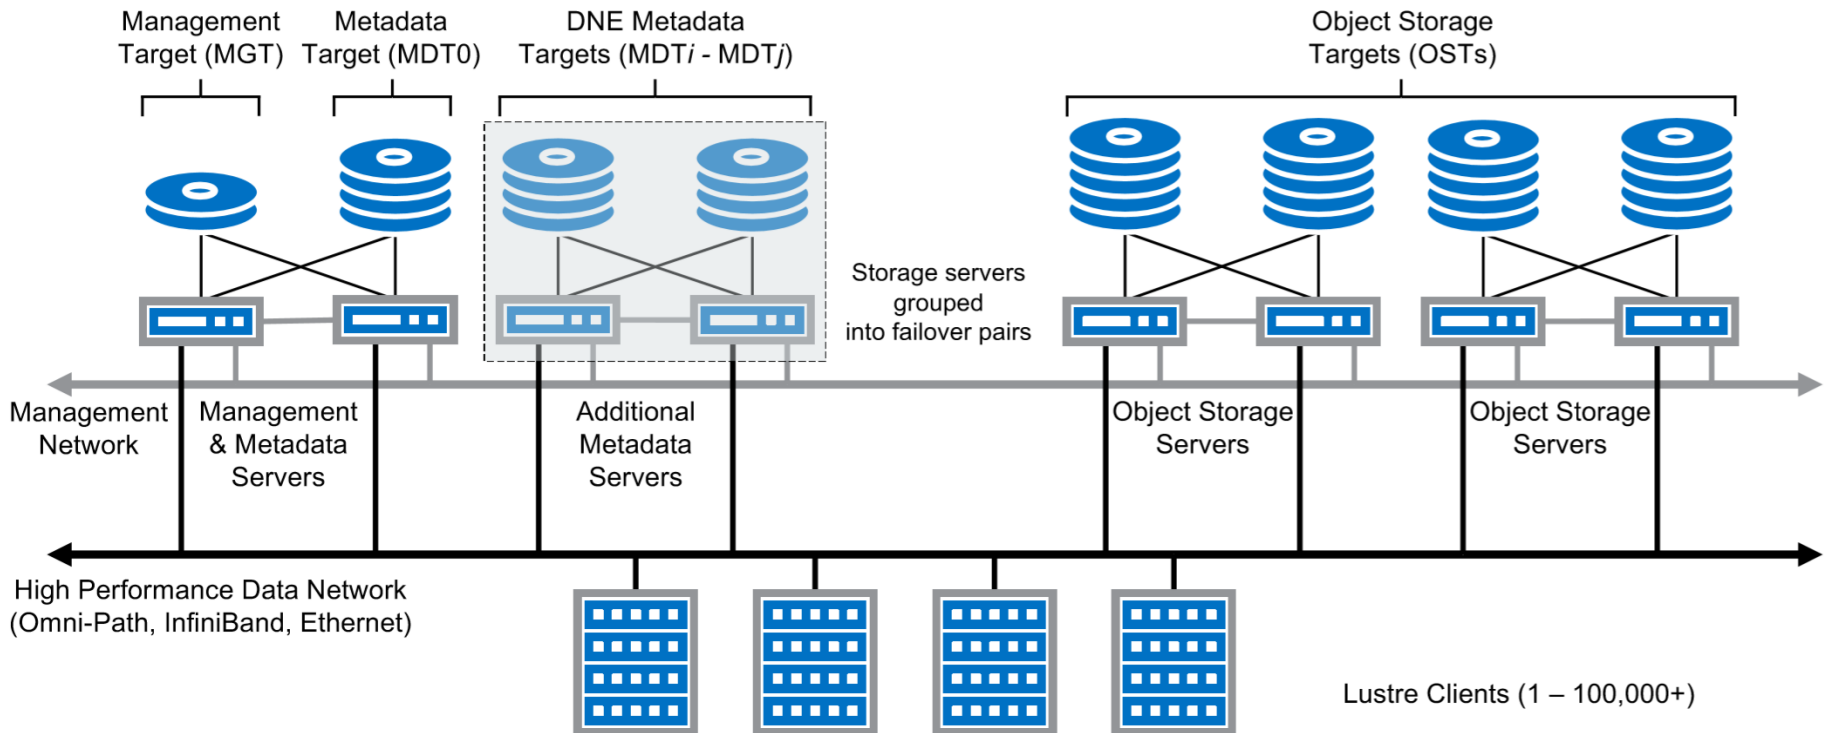 Management
Target (MGT)
Metadata
Target (MDT0)
DNE Metadata
Targets (MDTi - MDTj)
Object Storage
Targets (OSTs)
Storage servers
grouped
into failover pairs
Management
Network
Management
& Metadata
Servers
Additional
Metadata
Servers
Object Storage
Servers
Object Storage
Servers
High Performance Data Network
(Omni-Path, InfiniBand, Ethernet)
Lustre Clients (1 – 100,000+)